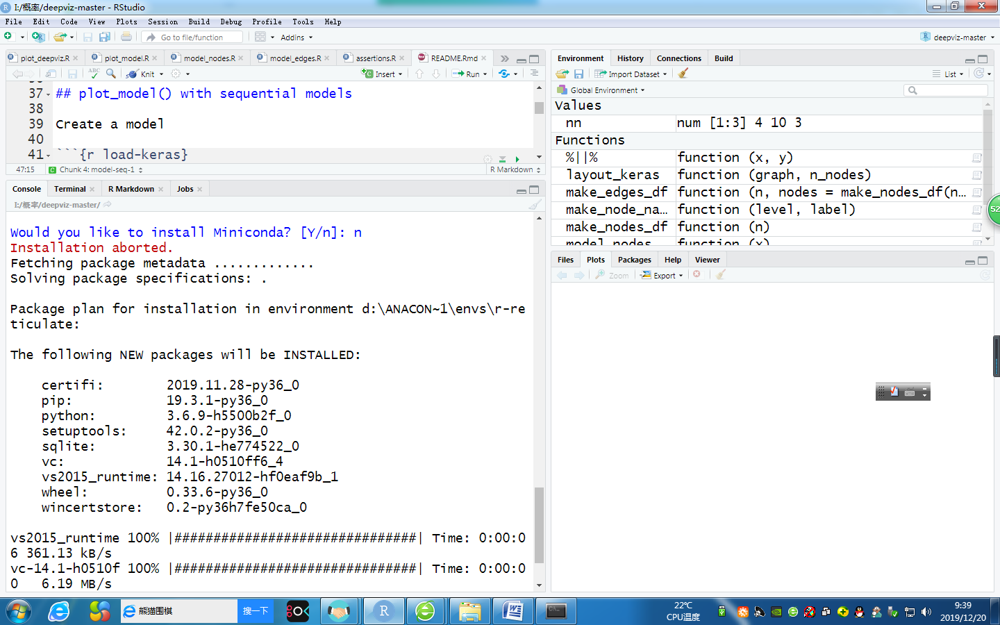 I:/概率/deepviz-master - RStudio
File Edit Code View Plots Session Build Debug Profile Tools Help
Go to file/function
Addins
deepviz-master
plot_deepviz.R
plot_model.R
model_nodes.R
model_edges.R
assertions.R
README.Rmd
ABC
Knit
Insert
Run
37 ## plot_model() with sequential models
38
39 Create a model
40
41 ```{r load-keras}
47:15
Chunk 4: model-seq-1
R Markdown
Console Terminal R Markdown Jobs
I:/概率/deepviz-master/
Would you like to install Miniconda? [Y/n]: n
Installation aborted.
Fetching package metadata .............
Solving package specifications: .
Package plan for installation in environment d:\ANACON~1\envs\r-re
ticulate:
The following NEW packages will be INSTALLED:
certifi: 2019.11.28-py36_0
pip: 19.3.1-py36_0
python: 3.6.9-h5500b2f_0
setuptools: 42.0.2-py36_0
sqlite: 3.30.1-he774522_0
vc: 14.1-h0510ff6_4
vs2015_runtime: 14.16.27012-hf0eaf9b_1
wheel: 0.33.6-py36_0
wincertstore: 0.2-py36h7fe50ca_0
vs2015_runtime 100% |###############################| Time: 0:00:0
6 361.13 kB/s
vc-14.1-h0510f 100% |###############################| Time: 0:00:0
0 6.19 MB/s
Environment History Connections Build
Import Dataset
List
Global Environment
Values
nn num [1:3] 4 10 3
Functions
%||% function (x, y)
layout_keras function (graph, n_nodes)
make_edges_df function (n, nodes = make_nodes_df(n…
make_node_na… function (level, label)
make_nodes_df function (n)
model_nodes function (x)
52
Files Plots Packages Help Viewer
Zoom
Export
熊猫围棋
搜一下
22℃
CPU温度
9:39
2019/12/20